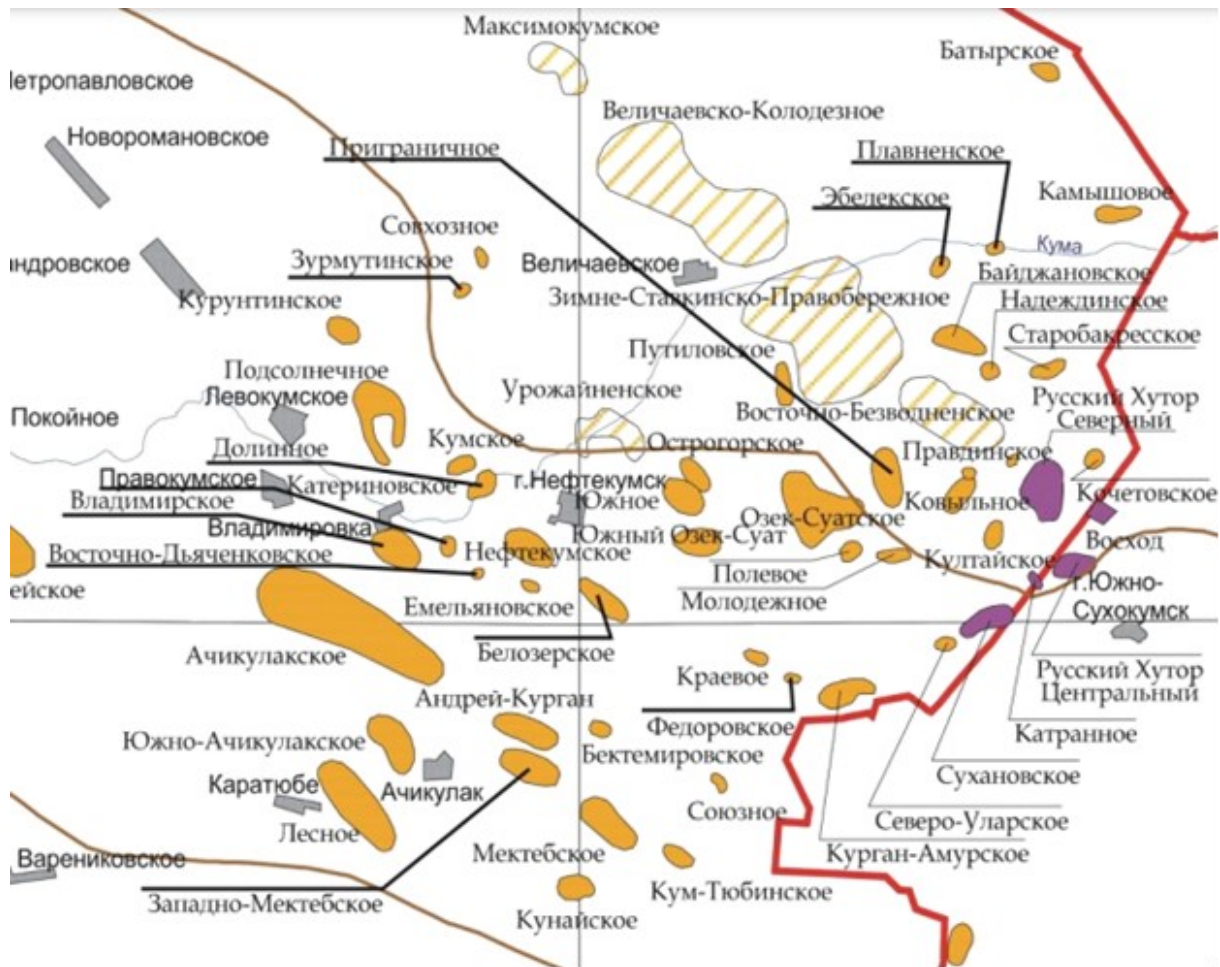 Максимокумское
Батырское
Петропавловское
Величаевско-Колодезное
Новоромановское
Приграничное
Плавненское
Эбелекское
Камышовое
Совхозное
Кума
Зурмутинское
Величаевское
Байджановское
андровское
Курунтинское
Зимне-Ставкинско-Правобережное
Надеждинское
Старобакресское
Путиловское
Подсолнечное
Урожайненское
Левокумское
Восточно-Безводненское
Русский Хутор
Северный
Покойное
Кумское
Острогорское
Долинное
Правдинское
Правокумское
Катериновское
г.Нефтекумск
Южное
Ковыльное
Кочетовское
Владимирское
Владимировка
Южный Озек-Суат
Озек-Суатское
Восход
Восточно-Дьяченковское
Нефтекумское
Полевое
Култайское
ейское
Емельяновское
Молодежное
г.Южно-
Сухокумск
Ачикулакское
Белозерское
Краевое
Русский Хутор
Центральный
Андрей-Курган
Федоровское
Катранное
Южно-Ачикулакское
Бектемировское
Сухановское
Каратюбе
Ачикулак
Союзное
Северо-Уларское
Лесное
Мектебское
Курган-Амурское
Варениковское
Кум-Тюбинское
Западно-Мектебское
Кунайское